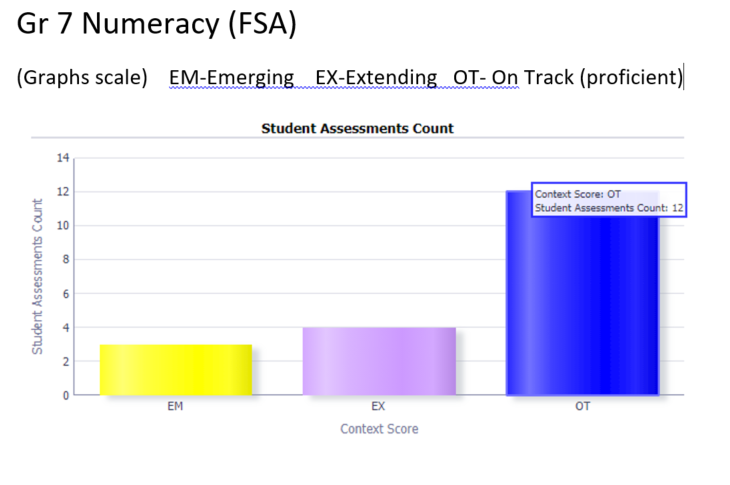 Gr 7 Numeracy (FSA)
(Graphs scale) EM-Emerging EX-Extending OT- On Track (proficient)
Student Assessments Count
14
12
10
8
6
4
2
0
Student Assessments Count
Context Score: OT
Student Assessments Count: 12
EM EX OT
Context Score